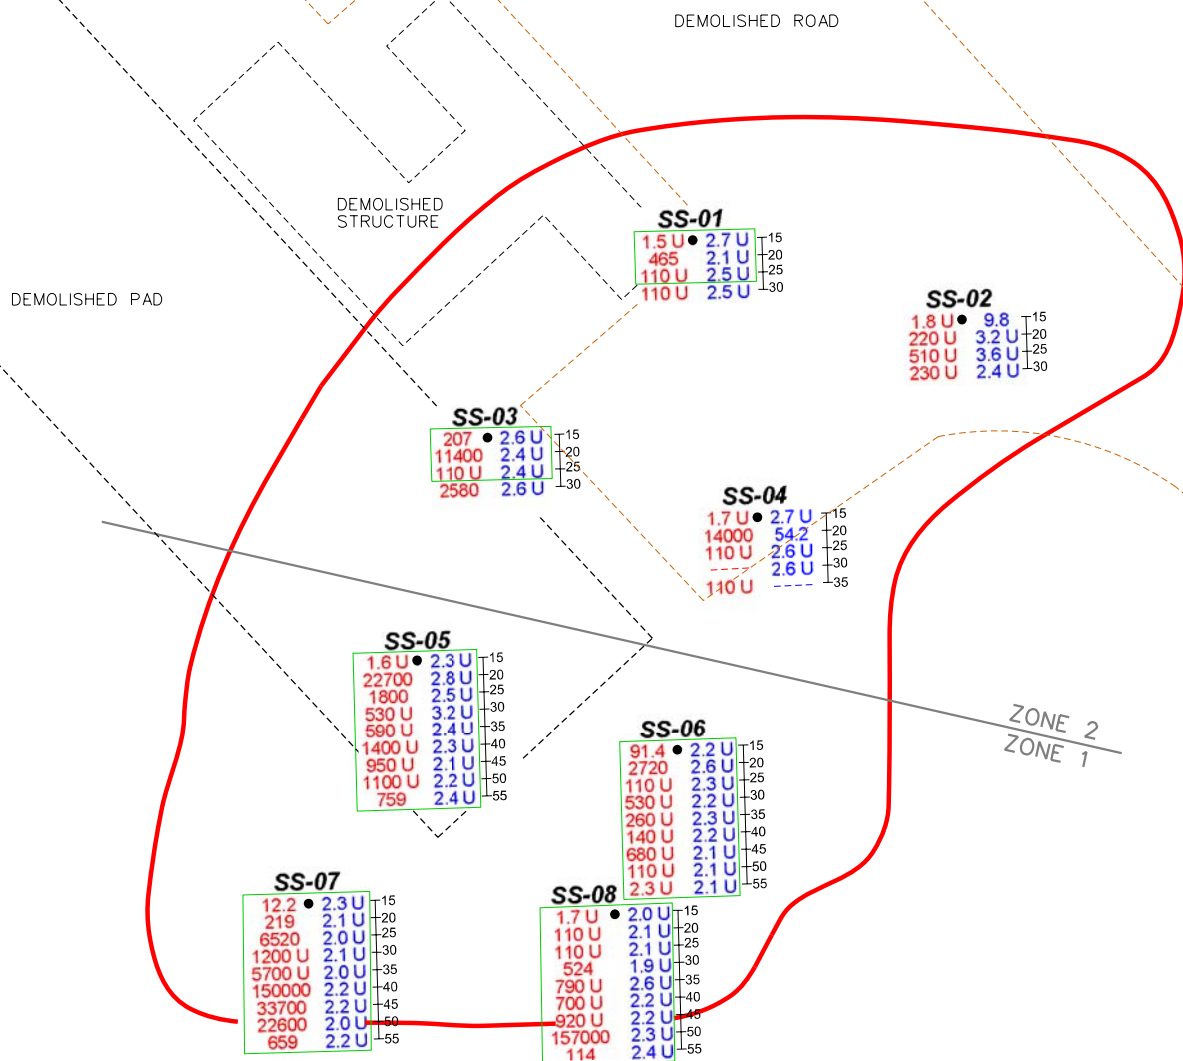 DEMOLISHED ROAD
DEMOLISHED
STRUCTURE
DEMOLISHED PAD
SS-01
1.5 U 2.7 U 15
465 2.1 U 20
110 U 2.5 U 25
110 U 2.5 U 30
SS-02
1.8 U 9.8 15
220 U 3.2 U 20
510 U 3.6 U 25
230 U 2.4 U 30
SS-03
207 2.6 U 15
11400 2.4 U 20
110 U 2.4 U 25
2580 2.6 U 30
SS-04
1.7 U 2.7 U 15
14000 54.2 20
110 U 2.6 U 25
2.6 U 30
110 U 35
SS-05
1.6 U 2.3 U 15
22700 2.8 U 20
1800 2.5 U 25
530 U 3.2 U 30
590 U 2.4 U 35
1400 U 2.3 U 40
950 U 2.1 U 45
1100 U 2.2 U 50
759 2.4 U 55
ZONE 2
ZONE 1
SS-06
91.4 2.2 U 15
2720 2.6 U 20
110 U 2.3 U 25
530 U 2.2 U 30
260 U 2.3 U 35
140 U 2.2 U 40
680 U 2.1 U 45
110 U 2.1 U 50
2.3 U 2.1 U 55
SS-07
12.2 2.3 U 15
219 2.1 U 20
6520 2.0 U 25
1200 U 2.1 U 30
5700 U 2.0 U 35
150000 2.2 U 40
33700 2.2 U 45
22600 2.0 U 50
659 2.2 U 55
SS-08
1.7 U 2.0 U 15
110 U 2.1 U 20
110 U 2.1 U 25
524 1.9 U 30
790 U 2.6 U 35
700 U 2.2 U 40
920 U 2.2 U 45
157000 2.3 U 50
114 2.4 U 55